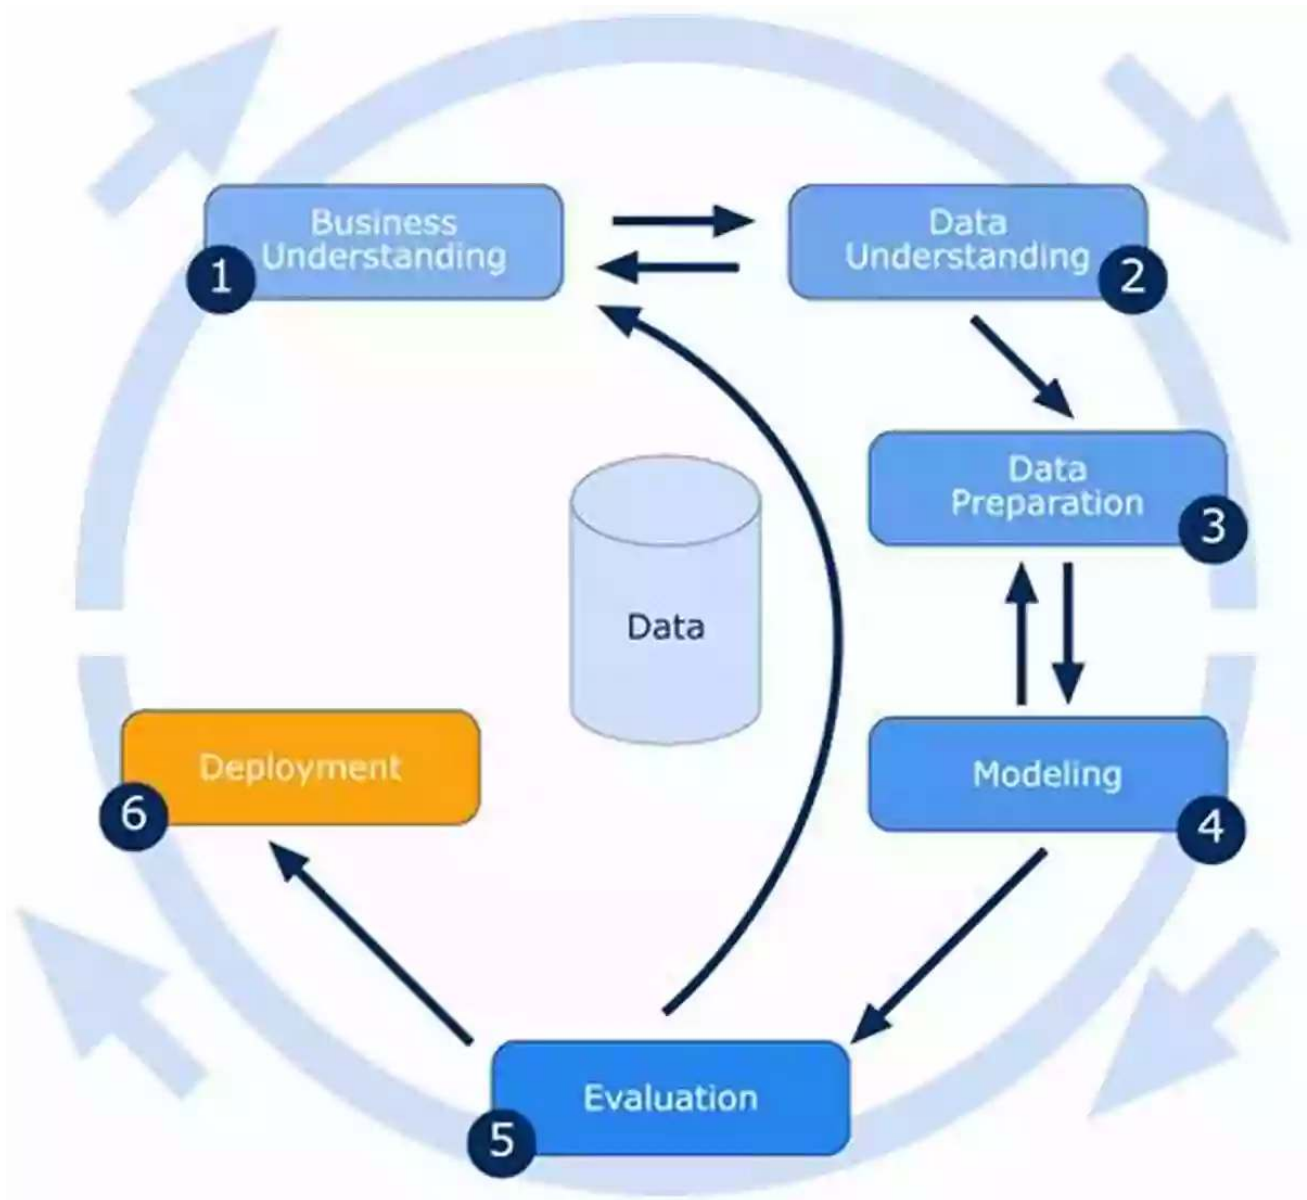 Business
Understanding
1
Data
Understanding
2
Data
Preparation
3
Data
Deployment
6
Modeling
4
Evaluation
5